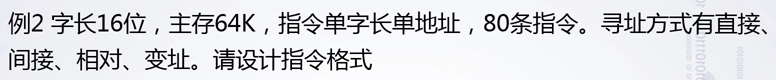 例2 字长16位，主存64K，指令单字长单地址，80条指令。寻址方式有直接、
间接、相对、变址。请设计指令格式